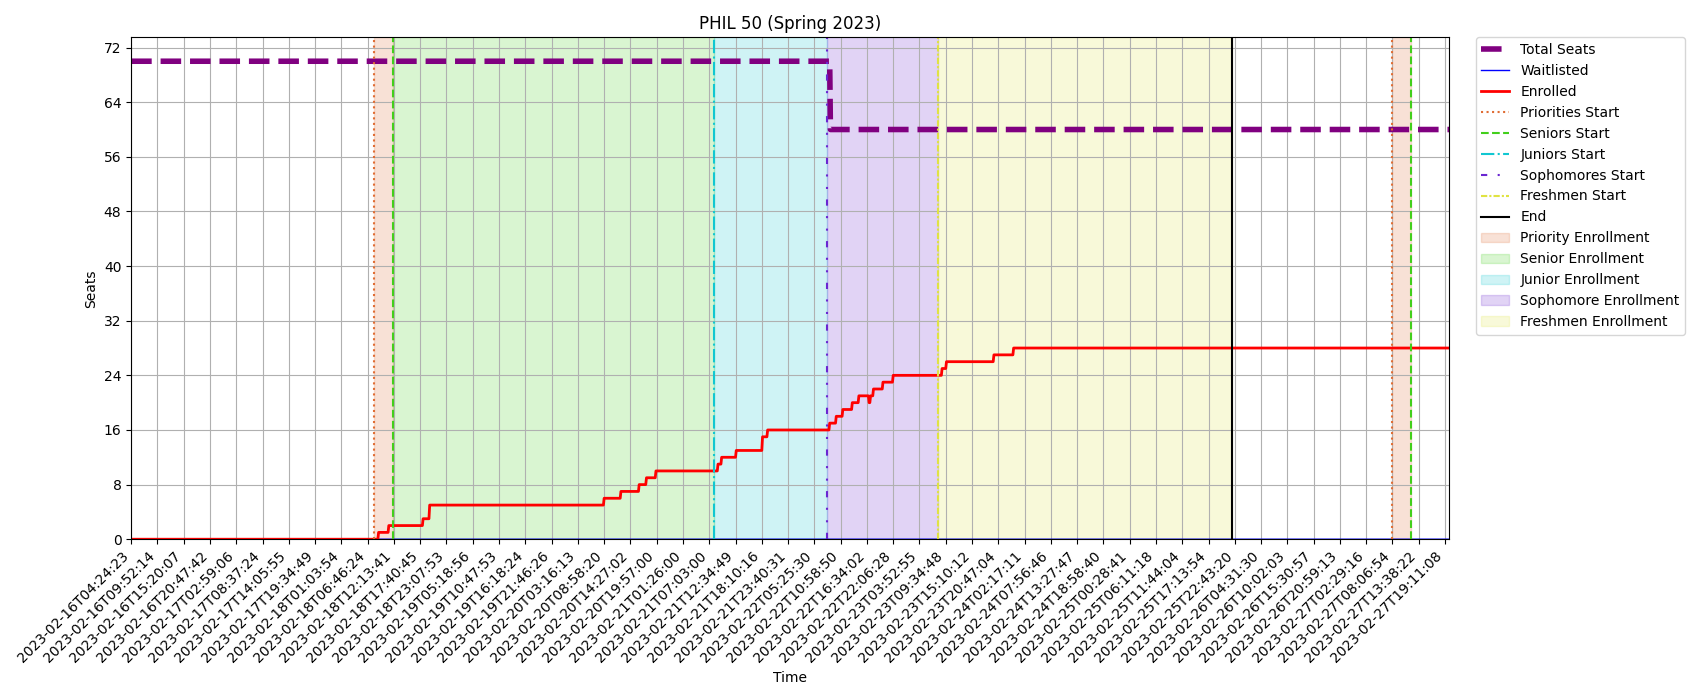 PHIL 50 (Spring 2023)
72
64
56
48
40
32
24
16
8
0
Seats
2023-02-16T04:24:23
2023-02-16T09:52:14
2023-02-16T15:20:07
2023-02-16T20:47:42
2023-02-17T02:59:06
2023-02-17T08:37:24
2023-02-17T14:05:55
2023-02-17T19:34:49
2023-02-18T01:03:54
2023-02-18T06:46:24
2023-02-18T12:13:41
2023-02-18T17:40:45
2023-02-18T23:07:53
2023-02-19T05:18:56
2023-02-19T10:47:53
2023-02-19T16:18:24
2023-02-19T21:46:26
2023-02-20T03:16:13
2023-02-20T08:58:20
2023-02-20T14:27:02
2023-02-20T19:57:00
2023-02-21T01:26:00
2023-02-21T07:03:00
2023-02-21T12:34:49
2023-02-21T18:10:16
2023-02-21T23:40:31
2023-02-22T05:25:30
2023-02-22T10:58:50
2023-02-22T16:34:02
2023-02-22T22:06:28
2023-02-23T03:52:55
2023-02-23T09:34:48
2023-02-23T15:10:12
2023-02-23T20:47:04
2023-02-24T02:17:11
2023-02-24T07:56:46
2023-02-24T13:27:47
2023-02-24T18:58:40
2023-02-25T00:28:41
2023-02-25T06:11:18
2023-02-25T11:44:04
2023-02-25T17:13:54
2023-02-25T22:43:20
2023-02-26T04:31:30
2023-02-26T10:02:03
2023-02-26T15:30:57
2023-02-26T20:59:13
2023-02-27T02:29:16
2023-02-27T08:06:54
2023-02-27T13:38:22
2023-02-27T19:11:08
Time
Total Seats
Waitlisted
Enrolled
Priorities Start
Seniors Start
Juniors Start
Sophomores Start
Freshmen Start
End
Priority Enrollment
Senior Enrollment
Junior Enrollment
Sophomore Enrollment
Freshmen Enrollment